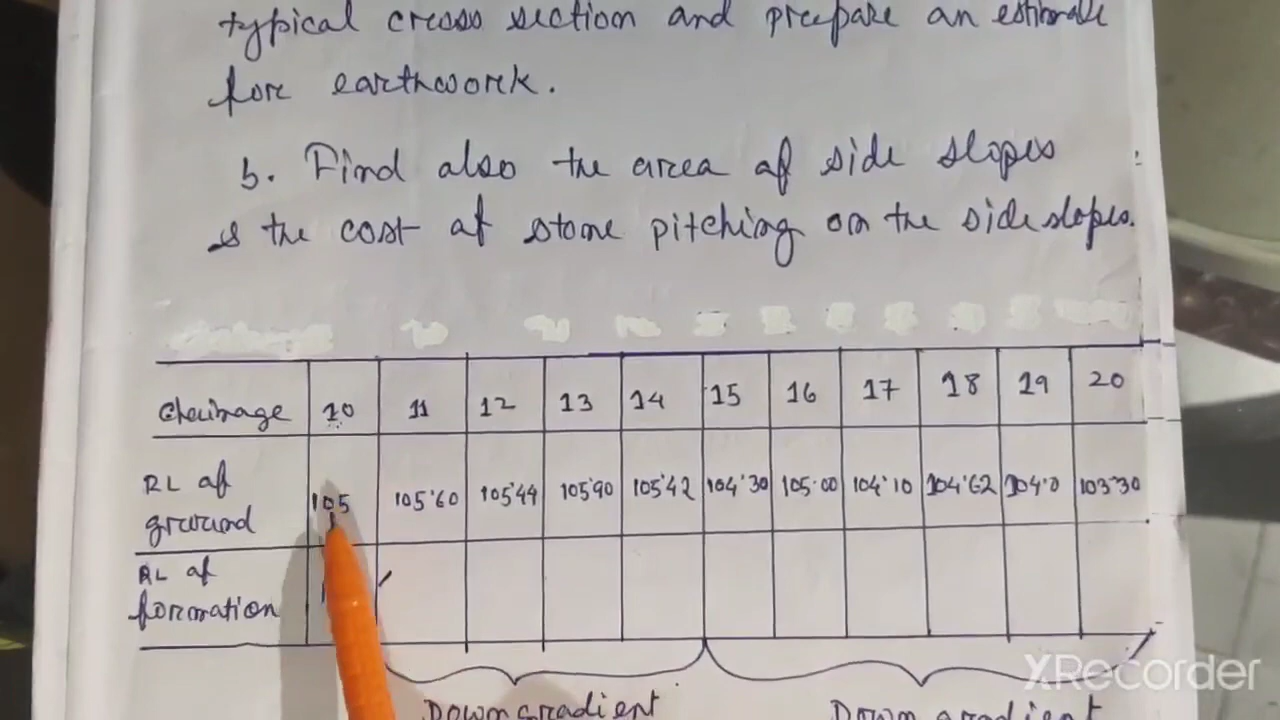 typical cross section and prepare an estimate
for earthwork.
b. Find also the area of side slopes
& the cost of stone pitching on the side slopes.
Chainage 10 11 12 13 14 15 16 17 18 19 20
RL of ground 105 105.60 105.44 105.90 105.42 104.30 105.00 104.10 104.62 104.0 103.30
RL of formation
Down gradient Down gradient
XRecorder